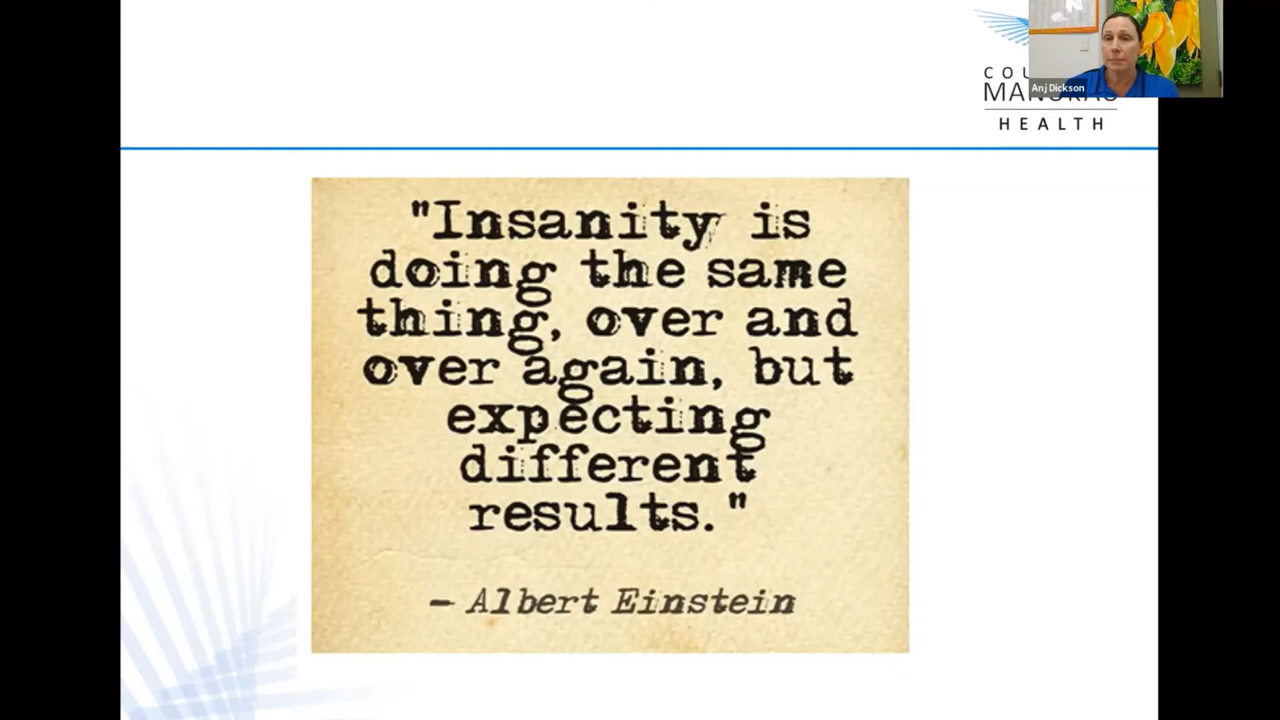 Anj Dickson
HEALTH
"Insanity is
doing the same
thing, over and
over again, but
expecting
different
results."
– Albert Einstein